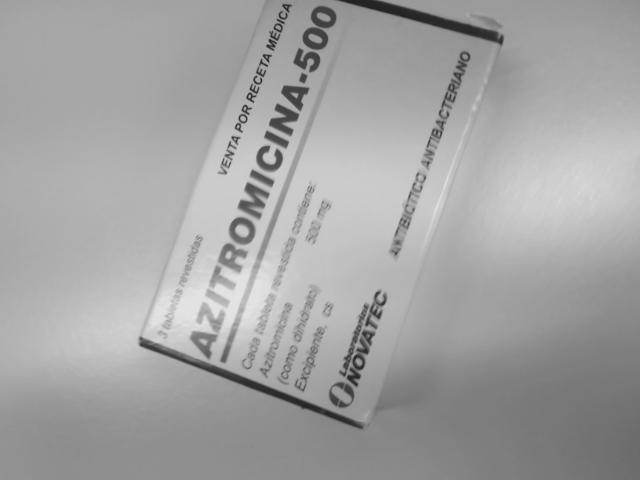 VENTA POR RECETA MÉDICA
3 tabletas revestidas
AZITROMICINA-500
Cada tableta revestida contiene:
Azitromicina 500 mg
(como dihidrato)
Excipiente, cs
ANTIBIÓTICO ANTIBACTERIANO
Laboratorios
NOVATEC